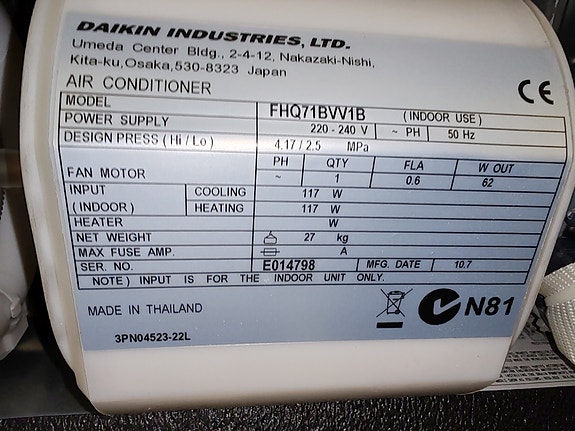 DAIKIN INDUSTRIES, LTD.
Umeda Center Bldg., 2-4-12, Nakazaki-Nishi,
Kita-ku, Osaka, 530-8323 Japan
AIR CONDITIONER
CE
MODEL FHQ71BVV1B (INDOOR USE)
POWER SUPPLY 220 - 240 V ~ PH 50 Hz
DESIGN PRESS ( Hi / Lo ) 4.17 / 2.5 MPa
FAN MOTOR PH QTY FLA W OUT
~ 1 0.6 62
INPUT (INDOOR) COOLING 117 W
HEATING 117 W
HEATER W
NET WEIGHT 27 kg
MAX FUSE AMP. A
SER. NO. E014798 MFG. DATE 10.7
NOTE ) INPUT IS FOR THE INDOOR UNIT ONLY.
MADE IN THAILAND
N81
3PN04523-22L